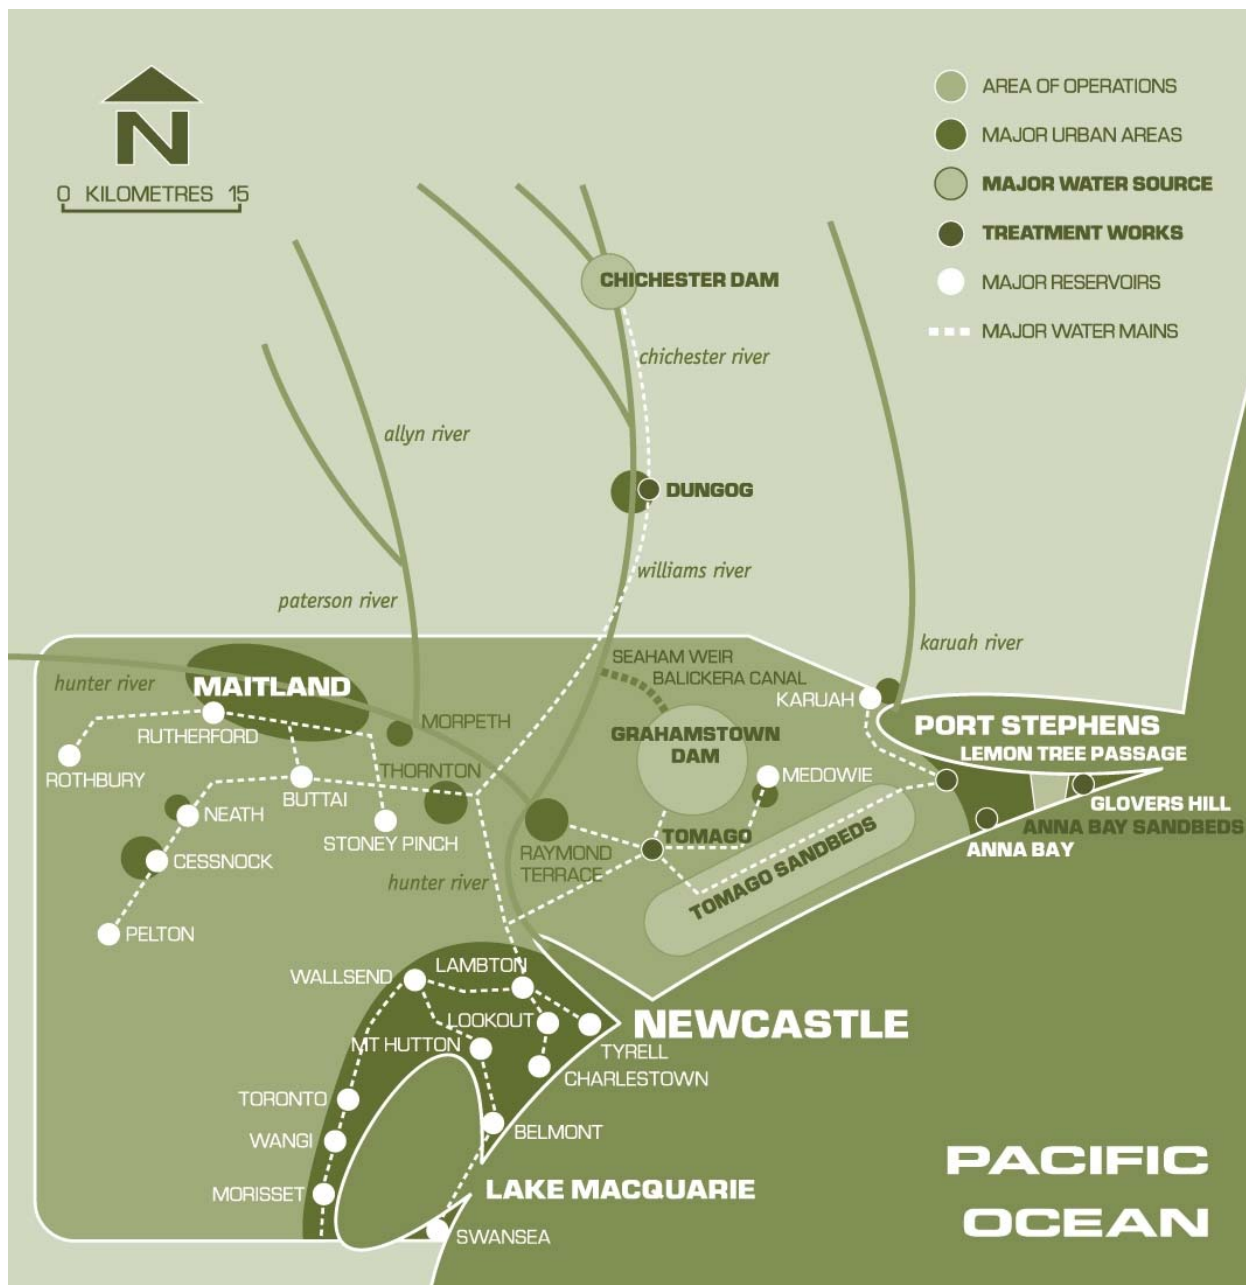 N
0 KILOMETRES 15
AREA OF OPERATIONS
MAJOR URBAN AREAS
MAJOR WATER SOURCE
TREATMENT WORKS
MAJOR RESERVOIRS
MAJOR WATER MAINS
CHICHESTER DAM
chichester river
allyn river
DUNGOG
williams river
paterson river
karuah river
SEAHAM WEIR
BALICKERA CANAL
hunter river
MAITLAND
KARUAH
MORPETH
PORT STEPHENS
RUTHERFORD
GRAHAMSTOWN
DAM
LEMON TREE PASSAGE
ROTHBURY
THORNTON
MEDOWIE
BUTTAI
GLOVERS HILL
NEATH
ANNA BAY SANDBEDS
STONEY PINCH
TOMAGO
ANNA BAY
CESSNOCK
RAYMOND
TERRACE
TOMAGO SANDBEDS
hunter river
PELTON
WALLSEND
LAMBTON
LOOKOUT
NEWCASTLE
MT HUTTON
TYRELL
CHARLESTOWN
TORONTO
WANGI
BELMONT
MORISSET
LAKE MACQUARIE
SWANSEA
PACIFIC
OCEAN